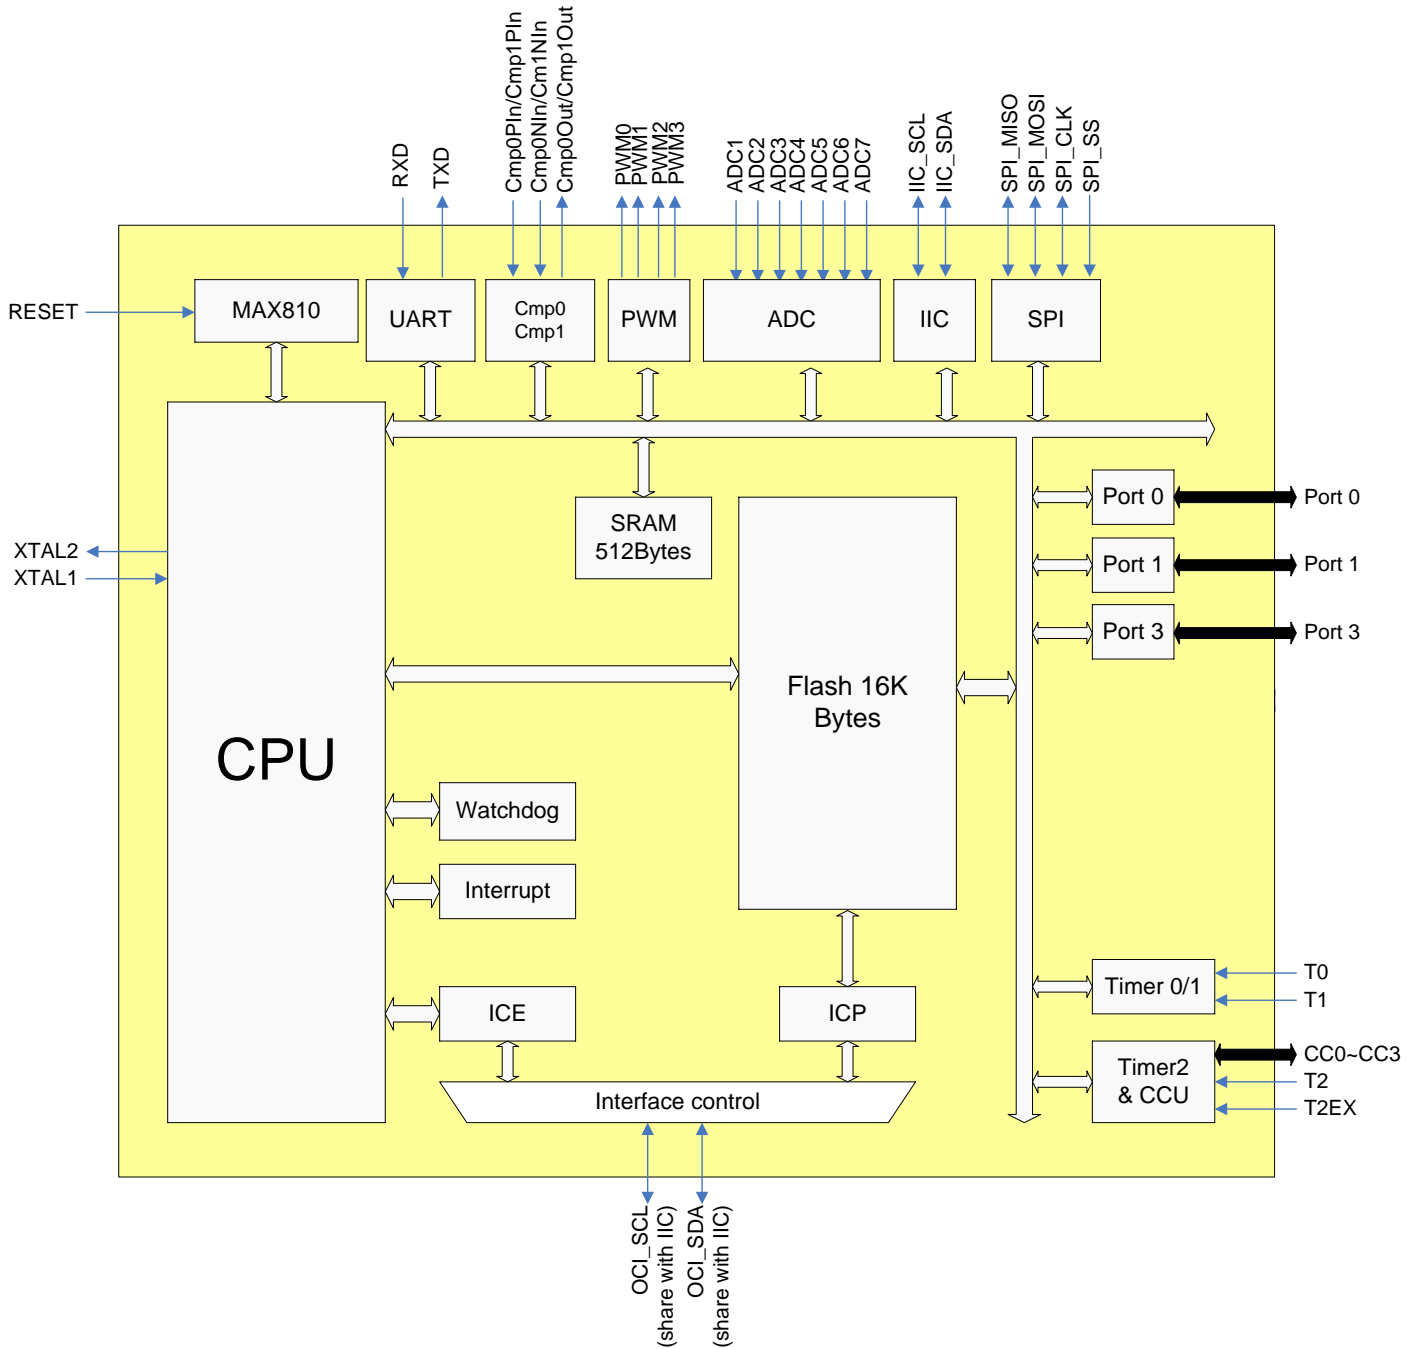 Cmp0PIn/Cmp1PIn
Cmp0NIn/Cm1NIn
Cmp0Out/Cmp1Out
RXD
TXD
PWM0
PWM1
PWM2
PWM3
ADC1
ADC2
ADC3
ADC4
ADC5
ADC6
ADC7
IIC_SCL
IIC_SDA
SPI_MISO
SPI_MOSI
SPI_CLK
SPI_SS
RESET
MAX810
UART
Cmp0
Cmp1
PWM
ADC
IIC
SPI
SRAM
512Bytes
Port 0
Port 0
XTAL2
XTAL1
Port 1
Port 1
Port 3
Port 3
Flash 16K
Bytes
CPU
Watchdog
Interrupt
ICE
ICP
Timer 0/1
T0
T1
Timer2
& CCU
CC0~CC3
T2
T2EX
Interface control
OCI_SCL
(share with IIC)
OCI_SDA
(share with IIC)